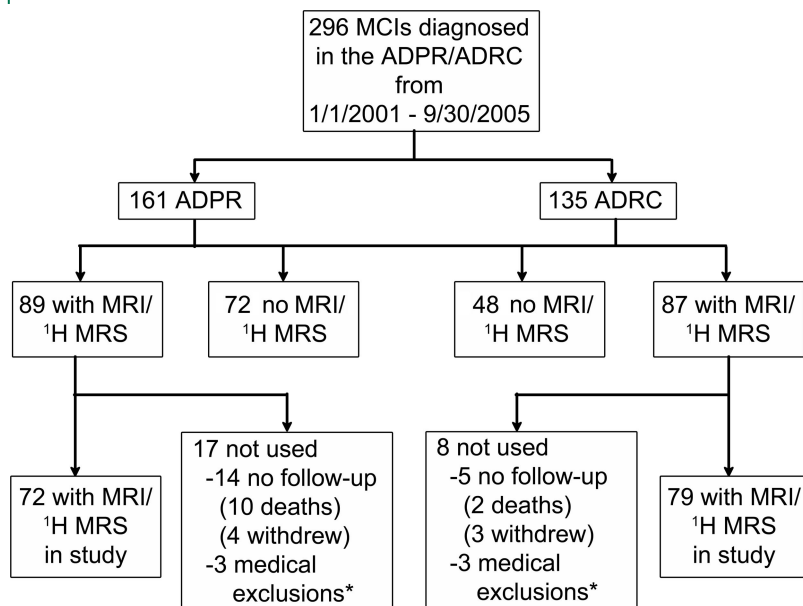 296 MCIs diagnosed
in the ADPR/ADRC
from
1/1/2001 - 9/30/2005
161 ADPR
135 ADRC
89 with MRI/
¹H MRS
72 no MRI/
¹H MRS
48 no MRI/
¹H MRS
87 with MRI/
¹H MRS
72 with MRI/
¹H MRS
in study
17 not used
-14 no follow-up
(10 deaths)
(4 withdrew)
-3 medical
exclusions*
8 not used
-5 no follow-up
(2 deaths)
(3 withdrew)
-3 medical
exclusions*
79 with MRI/
¹H MRS
in study